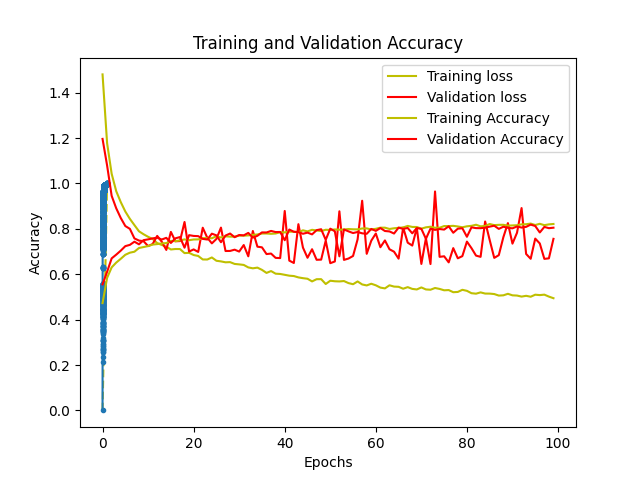 Training and Validation Accuracy
Training loss
Validation loss
Training Accuracy
Validation Accuracy
1.4
1.2
1.0
0.8
0.6
0.4
0.2
0.0
Accuracy
0 20 40 60 80 100
Epochs